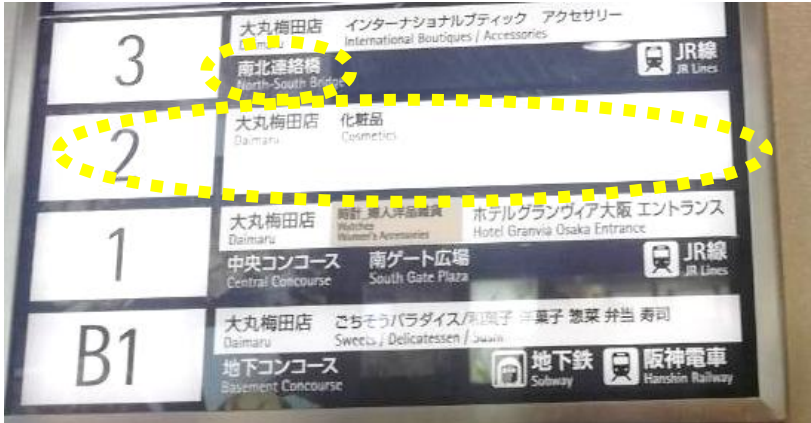 3
大丸梅田店 インターナショナルブティック アクセサリー
Daimaru International Boutiques / Accessories
南北連絡橋 JR線
North-South Bridge JR Lines
2
大丸梅田店 化粧品
Daimaru Cosmetics
1
大丸梅田店 時計 婦人洋品雑貨 ホテルグランヴィア大阪 エントランス
Daimaru Watches Hotel Granvia Osaka Entrance
Women's Accessories
中央コンコース 南ゲート広場 JR線
Central Concourse South Gate Plaza JR Lines
B1
大丸梅田店 ごちそうパラダイス/和菓子 洋菓子 惣菜 弁当 寿司
Daimaru Sweets / Delicatessen / Sushi
地下コンコース 地下鉄 阪神電車
Basement Concourse Subway Hanshin Railway